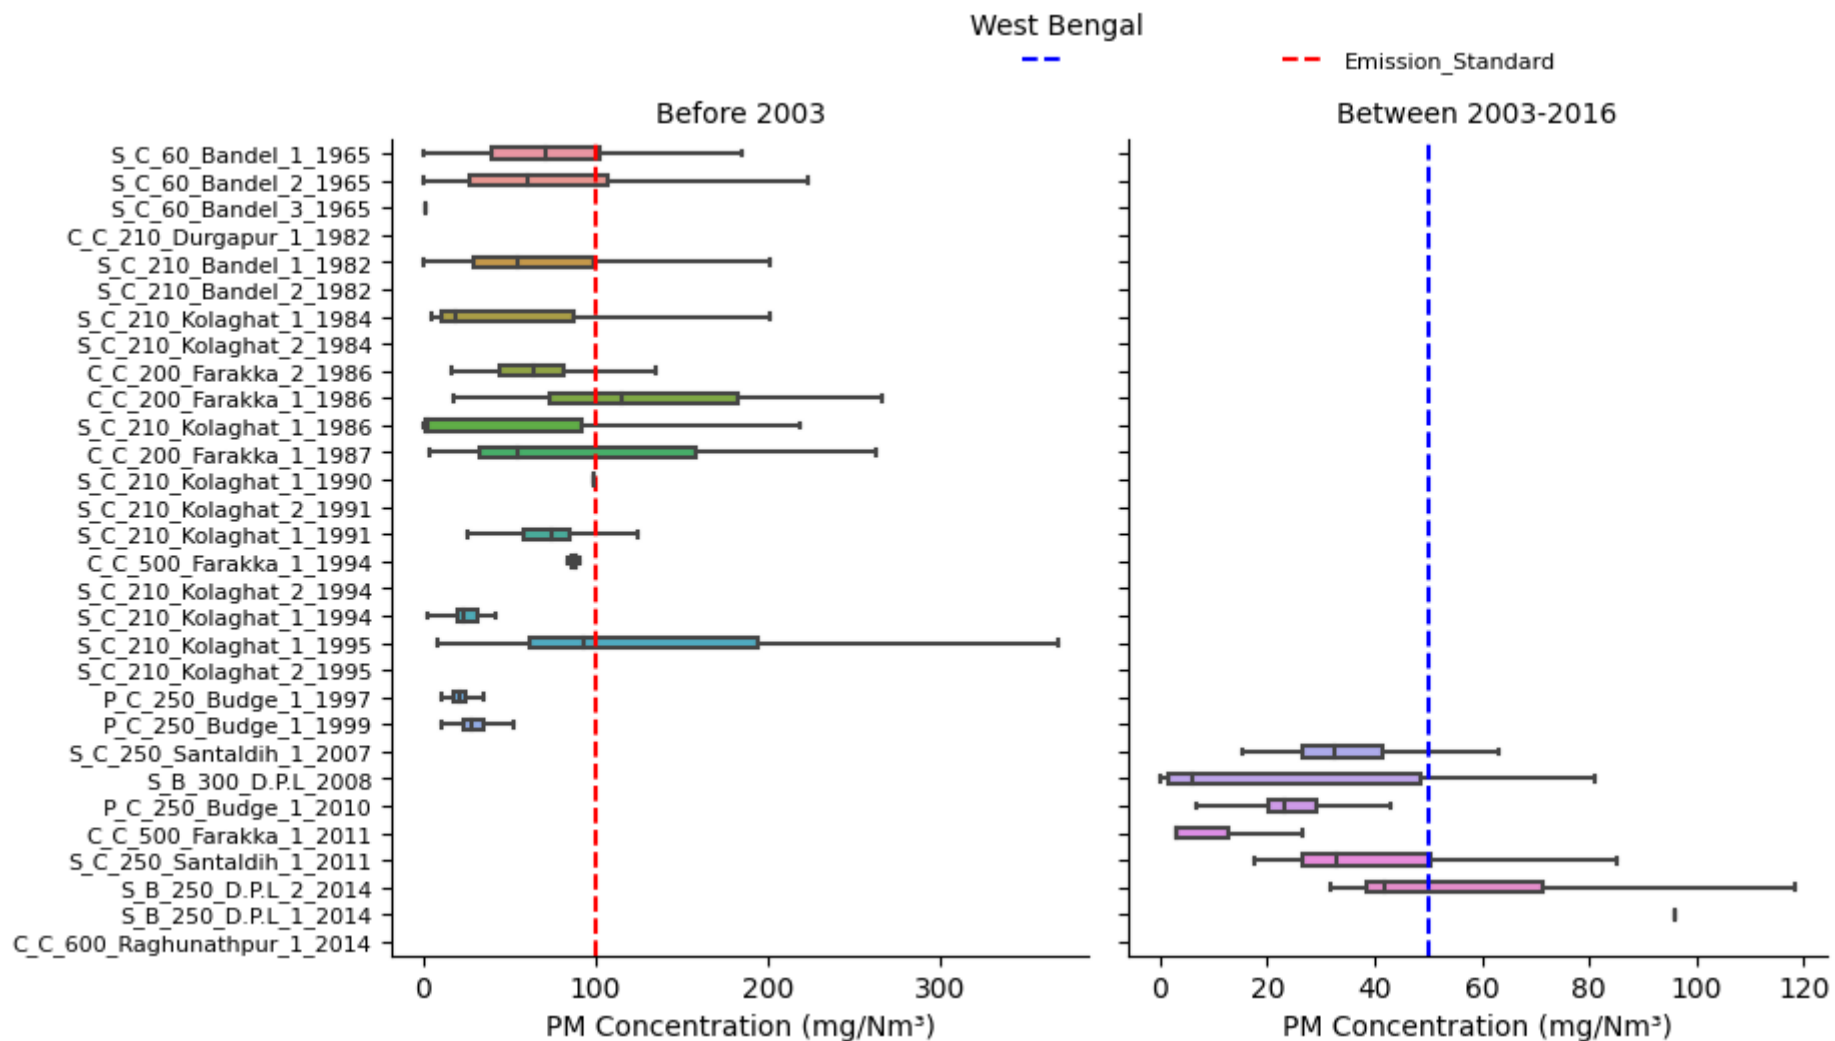 West Bengal
Emission_Standard
Before 2003
Between 2003-2016
S_C_60_Bandel_1_1965
S_C_60_Bandel_2_1965
S_C_60_Bandel_3_1965
C_C_210_Durgapur_1_1982
S_C_210_Bandel_1_1982
S_C_210_Bandel_2_1982
S_C_210_Kolaghat_1_1984
S_C_210_Kolaghat_2_1984
C_C_200_Farakka_2_1986
C_C_200_Farakka_1_1986
S_C_210_Kolaghat_1_1986
C_C_200_Farakka_1_1987
S_C_210_Kolaghat_1_1990
S_C_210_Kolaghat_2_1991
S_C_210_Kolaghat_1_1991
C_C_500_Farakka_1_1994
S_C_210_Kolaghat_2_1994
S_C_210_Kolaghat_1_1994
S_C_210_Kolaghat_1_1995
S_C_210_Kolaghat_2_1995
P_C_250_Budge_1_1997
P_C_250_Budge_1_1999
S_C_250_Santaldih_1_2007
S_B_300_D.P.L_2008
P_C_250_Budge_1_2010
C_C_500_Farakka_1_2011
S_C_250_Santaldih_1_2011
S_B_250_D.P.L_2_2014
S_B_250_D.P.L_1_2014
C_C_600_Raghunathpur_1_2014
0 100 200 300
0 20 40 60 80 100 120
PM Concentration (mg/Nm³)
PM Concentration (mg/Nm³)